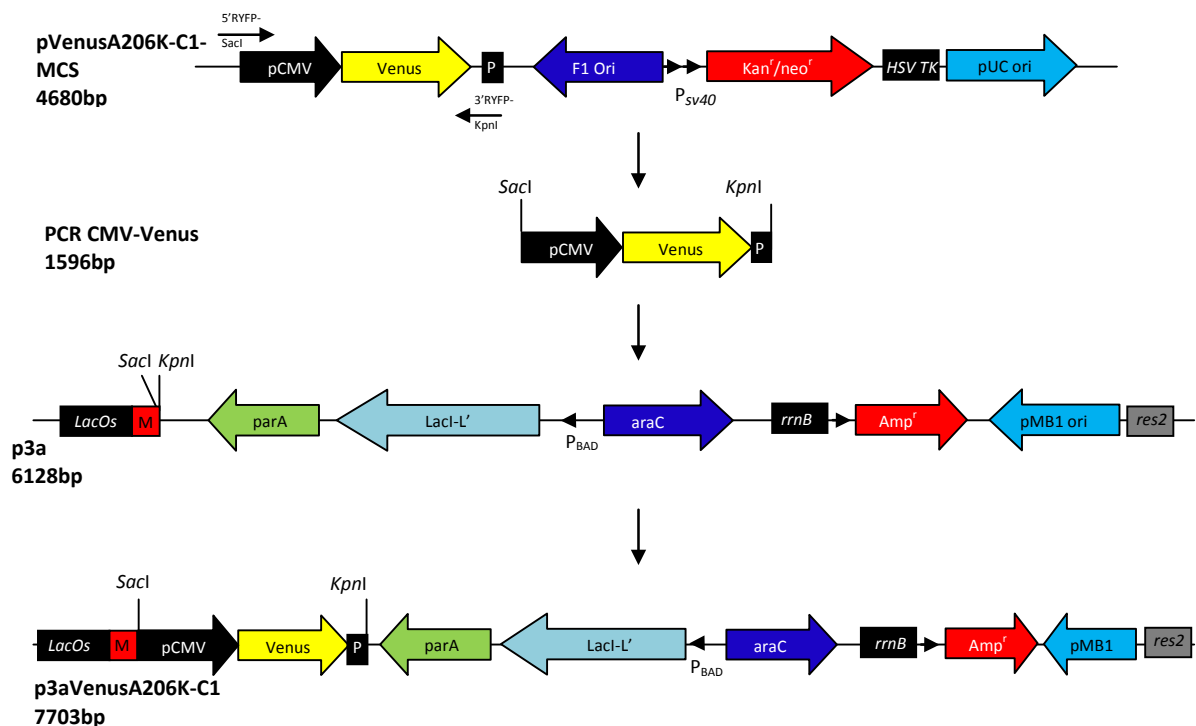 5'RYFP-
SacI
pVenusA206K-C1-
MCS
4680bp
pCMV
Venus
P
F1 Ori
Kanʳ/neoʳ
HSV TK
pUC ori
Psv40
3'RYFP-
KpnI
SacI
KpnI
PCR CMV-Venus
1596bp
pCMV
Venus
P
SacI KpnI
LacOs
M
parA
LacI-L'
araC
rrnB
Ampʳ
pMB1 ori
res2
PBAD
p3a
6128bp
SacI
KpnI
LacOs
M
pCMV
Venus
P
parA
LacI-L'
araC
rrnB
Ampʳ
pMB1
res2
PBAD
p3aVenusA206K-C1
7703bp